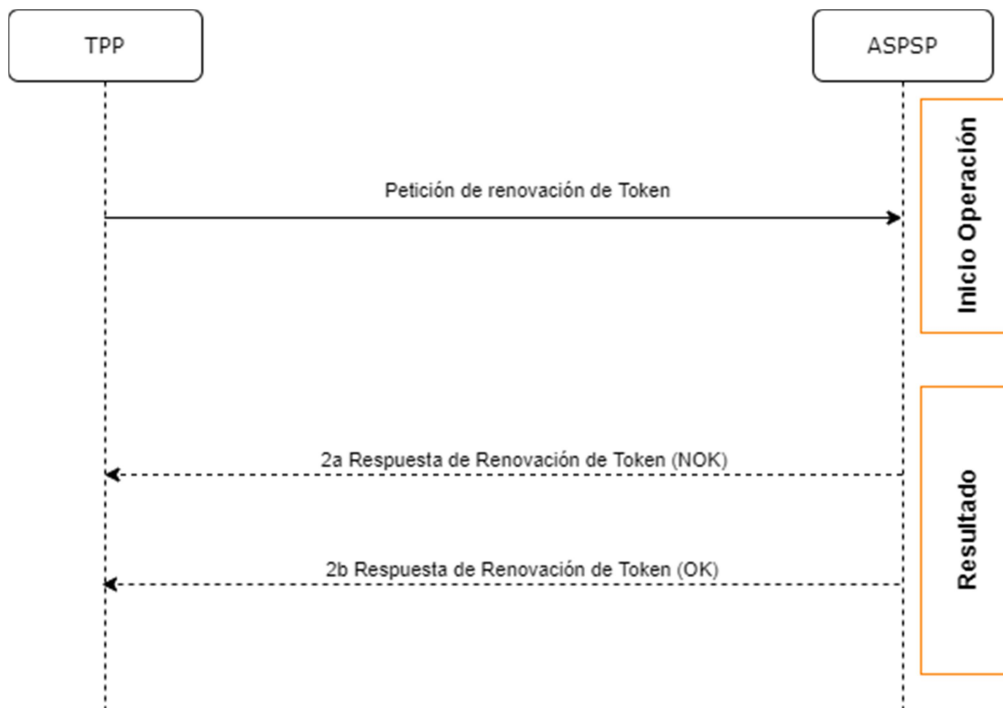 TPP
ASPSP
Inicio Operación
Petición de renovación de Token
2a Respuesta de Renovación de Token (NOK)
2b Respuesta de Renovación de Token (OK)
Resultado